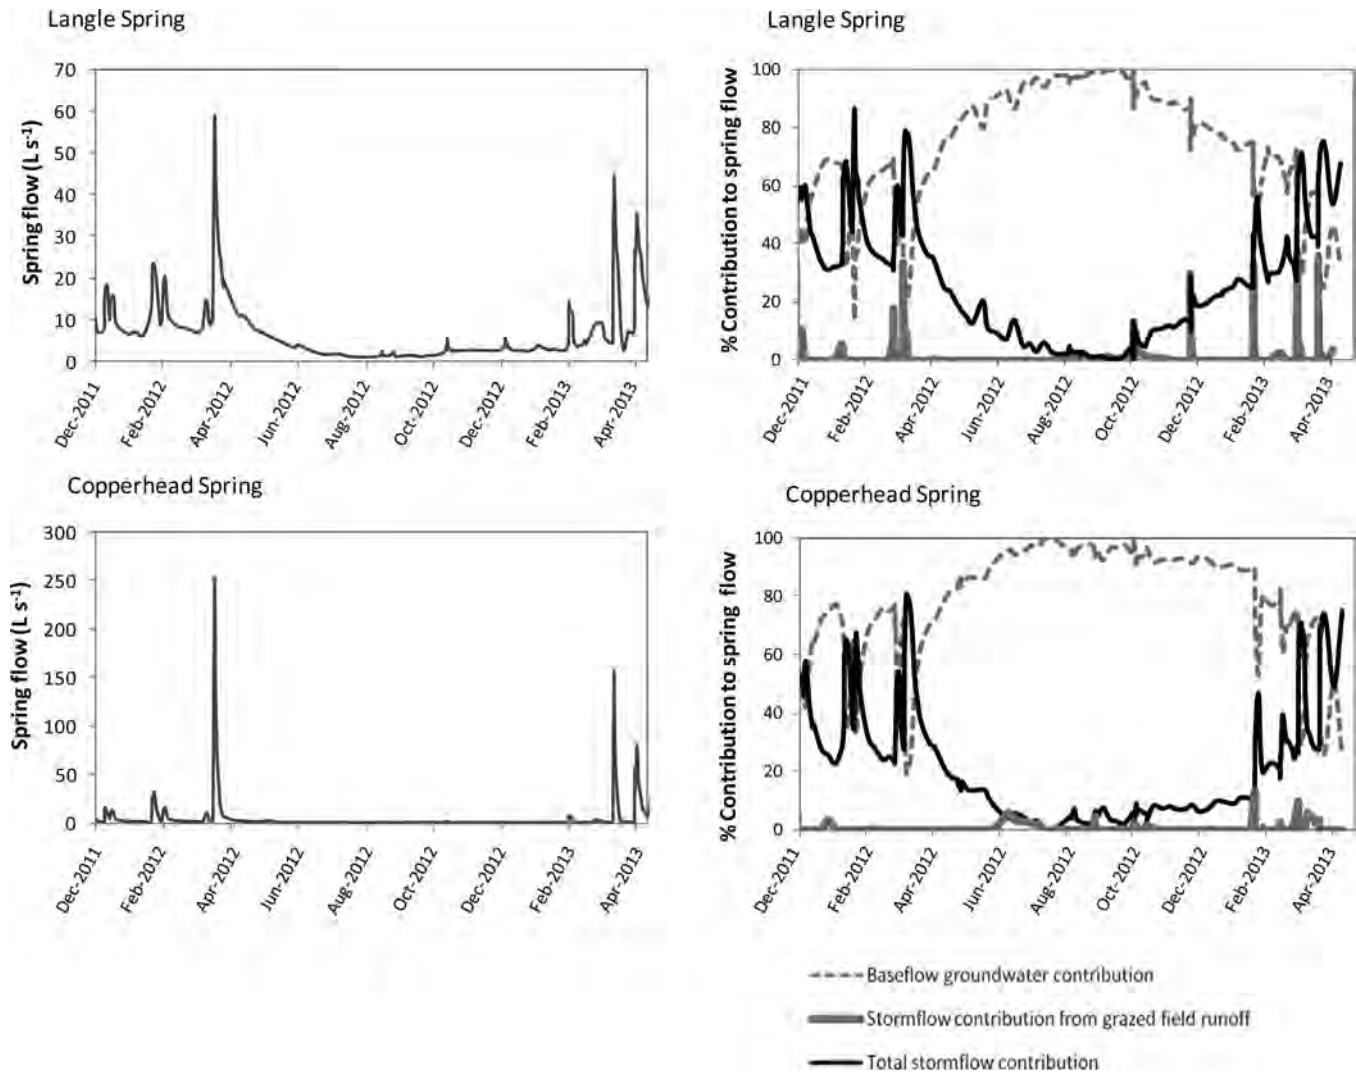 Langle Spring
Spring flow (L s⁻¹)
70
60
50
40
30
20
10
0
Dec-2011
Feb-2012
Apr-2012
Jun-2012
Aug-2012
Oct-2012
Dec-2012
Feb-2013
Apr-2013
Langle Spring
% Contribution to spring flow
100
80
60
40
20
0
Dec-2011
Feb-2012
Apr-2012
Jun-2012
Aug-2012
Oct-2012
Dec-2012
Feb-2013
Apr-2013
Copperhead Spring
Spring flow (L s⁻¹)
300
250
200
150
100
50
0
Dec-2011
Feb-2012
Apr-2012
Jun-2012
Aug-2012
Oct-2012
Dec-2012
Feb-2013
Apr-2013
Copperhead Spring
% Contribution to spring flow
100
80
60
40
20
0
Dec-2011
Feb-2012
Apr-2012
Jun-2012
Aug-2012
Oct-2012
Dec-2012
Feb-2013
Apr-2013
Baseflow groundwater contribution
Stormflow contribution from grazed field runoff
Total stormflow contribution